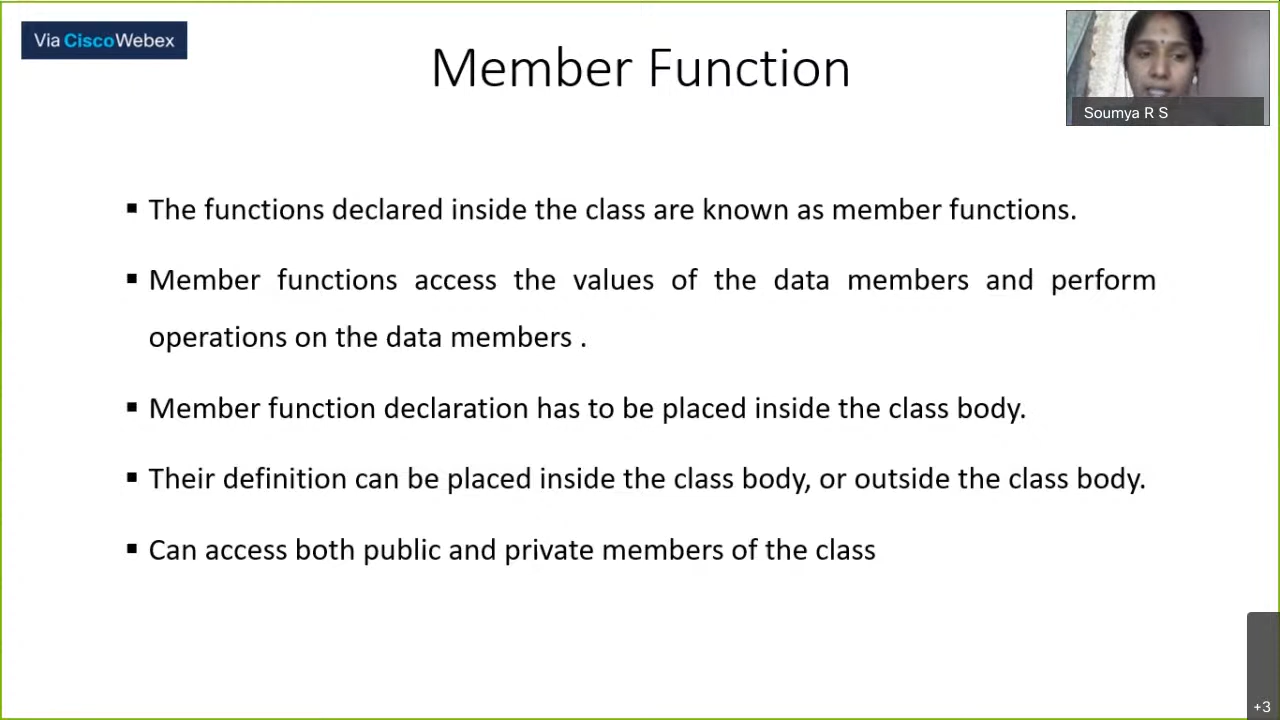 Via CiscoWebex
Member Function
Soumya R S
▪ The functions declared inside the class are known as member functions.
▪ Member functions access the values of the data members and perform
operations on the data members .
▪ Member function declaration has to be placed inside the class body.
▪ Their definition can be placed inside the class body, or outside the class body.
▪ Can access both public and private members of the class
+3